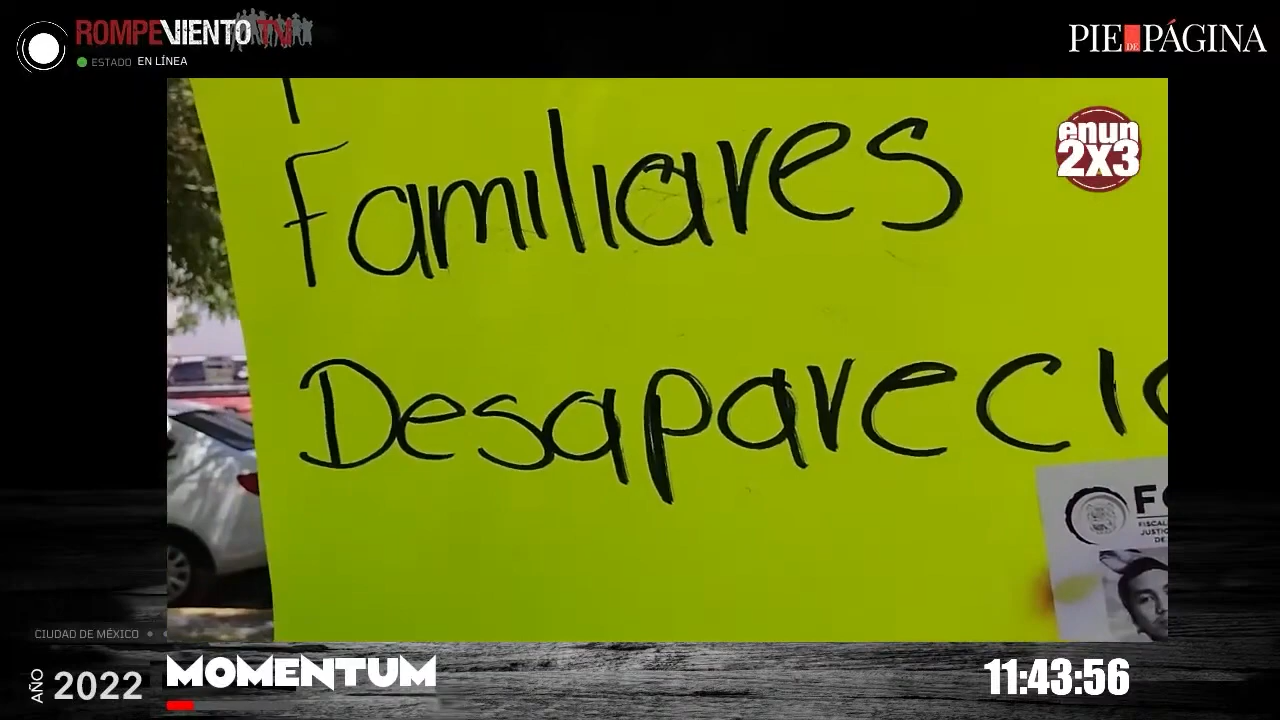 ROMPEVIENTO TV
ESTADO EN LÍNEA
PIE DE PÁGINA
enun
2x3
Familiares
Desapareci
CIUDAD DE MÉXICO
AÑO 2022
MOMENTUM
11:43:56